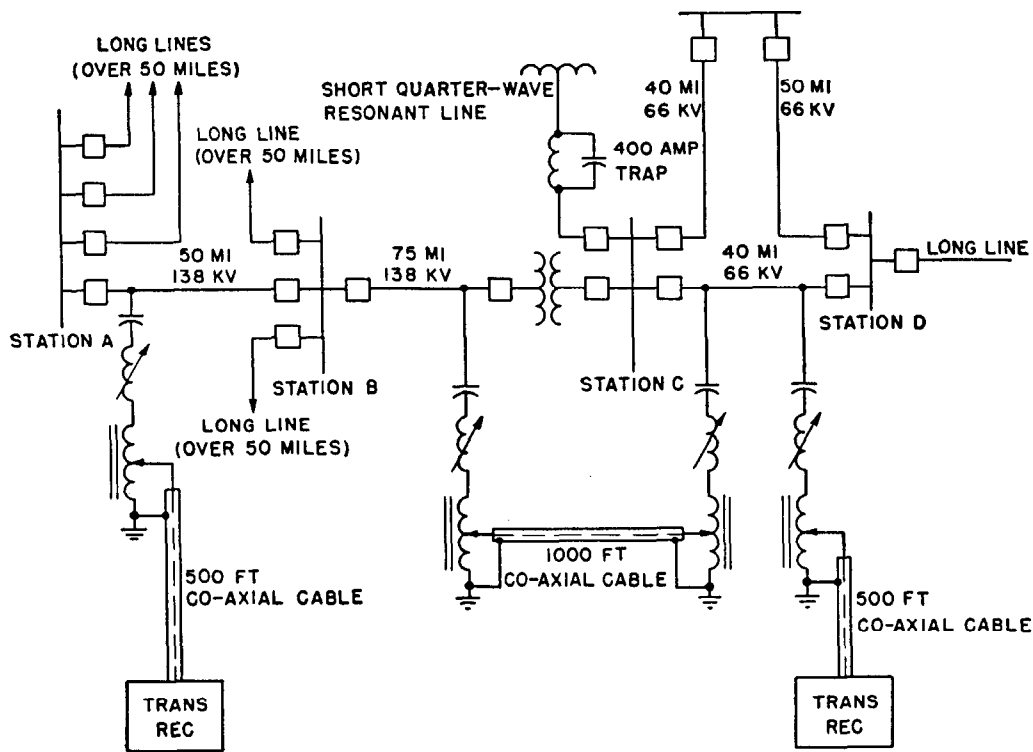 LONG LINES
(OVER 50 MILES)
SHORT QUARTER-WAVE
RESONANT LINE
40 MI
66 KV
50 MI
66 KV
LONG LINE
(OVER 50 MILES)
400 AMP
TRAP
50 MI
138 KV
75 MI
138 KV
40 MI
66 KV
LONG LINE
STATION A
STATION B
STATION C
STATION D
LONG LINE
(OVER 50 MILES)
500 FT
CO-AXIAL CABLE
1000 FT
CO-AXIAL CABLE
500 FT
CO-AXIAL CABLE
TRANS
REC
TRANS
REC